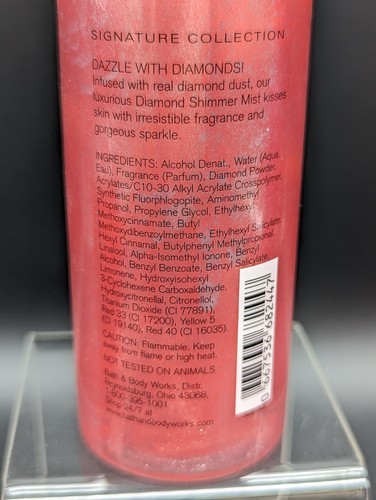 SIGNATURE COLLECTION
DAZZLE WITH DIAMONDS!
Infused with real diamond dust, our
luxurious Diamond Shimmer Mist kisses
skin with irresistible fragrance and
gorgeous sparkle.
INGREDIENTS: Alcohol Denat., Water (Aqua,
Eau), Fragrance (Parfum), Diamond Powder,
Acrylates/C10-30 Alkyl Acrylate Crosspolymer,
Synthetic Fluorphlogopite, Aminomethyl
Propanol, Propylene Glycol, Ethylhexyl
Methoxycinnamate, Butyl
Methoxydibenzoylmethane, Ethylhexyl Salicylate,
Hexyl Cinnamal, Butylphenyl Methylpropional,
Linalool, Alpha-Isomethyl Ionone, Benzyl
Alcohol, Benzyl Benzoate, Benzyl Salicylate,
Limonene, Hydroxyisohexyl
3-Cyclohexene Carboxaldehyde,
Hydroxycitronellal, Citronellol,
Titanium Dioxide (CI 77891),
Red 33 (CI 17200), Yellow 5
(CI 19140), Red 40 (CI 16035).
CAUTION: Flammable. Keep
away from flame or high heat.
NOT TESTED ON ANIMALS
Bath & Body Works, Distr.
Reynoldsburg, Ohio 43068.
1-800-395-1001
Shop 24/7 at
www.bathandbodyworks.com
0 667536 682447